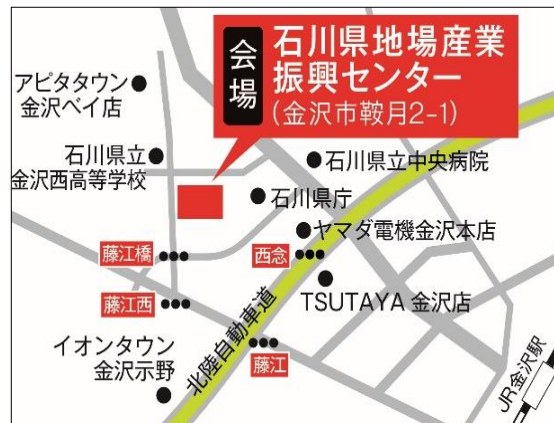 会場
石川県地場産業
振興センター
(金沢市鞍月2-1)
アピタタウン
金沢ベイ店
石川県立
金沢西高等学校
石川県立中央病院
石川県庁
ヤマダ電機金沢本店
藤江橋
西念
藤江西
TSUTAYA 金沢店
イオンタウン
金沢示野
北陸自動車道
藤江
JR金沢駅